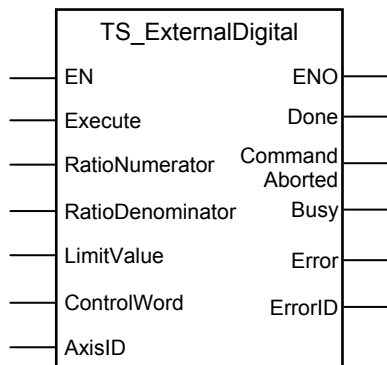 TS_ExternalDigital
EN
ENO
Execute
Done
RatioNumerator
Command
Aborted
RatioDenominator
Busy
LimitValue
Error
ControlWord
ErrorID
AxisID